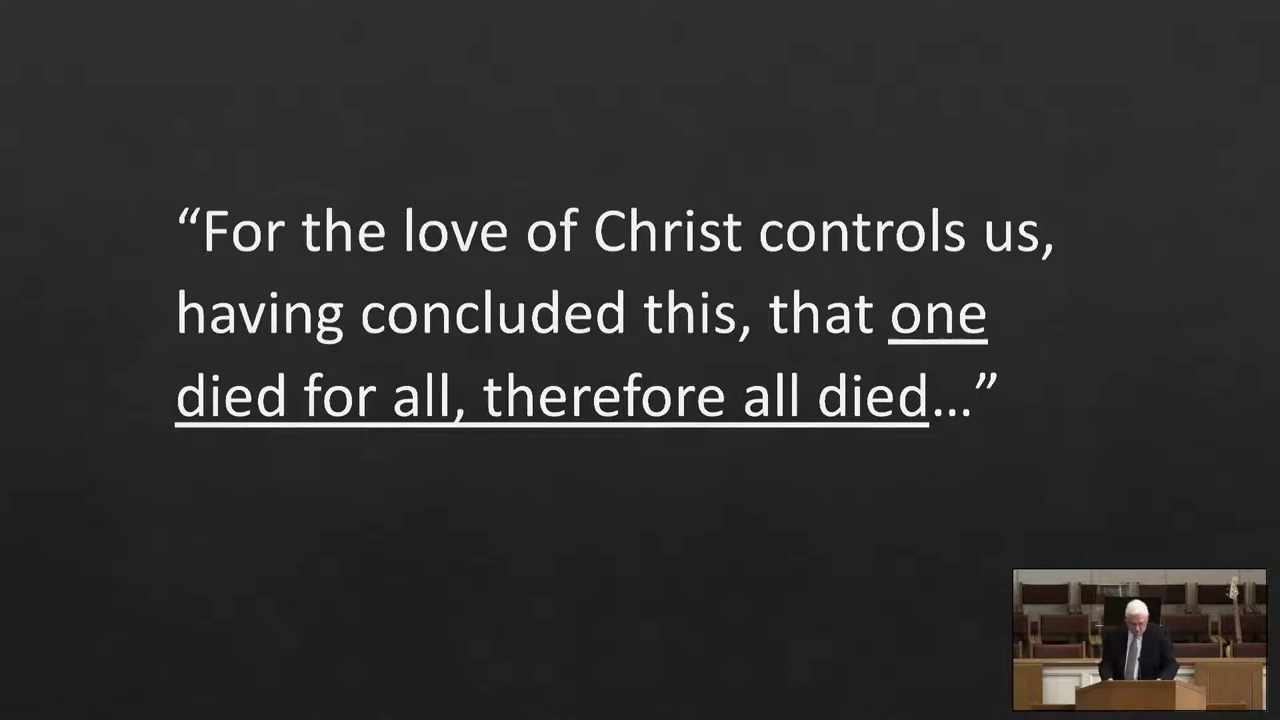 “For the love of Christ controls us,
having concluded this, that one
died for all, therefore all died…”